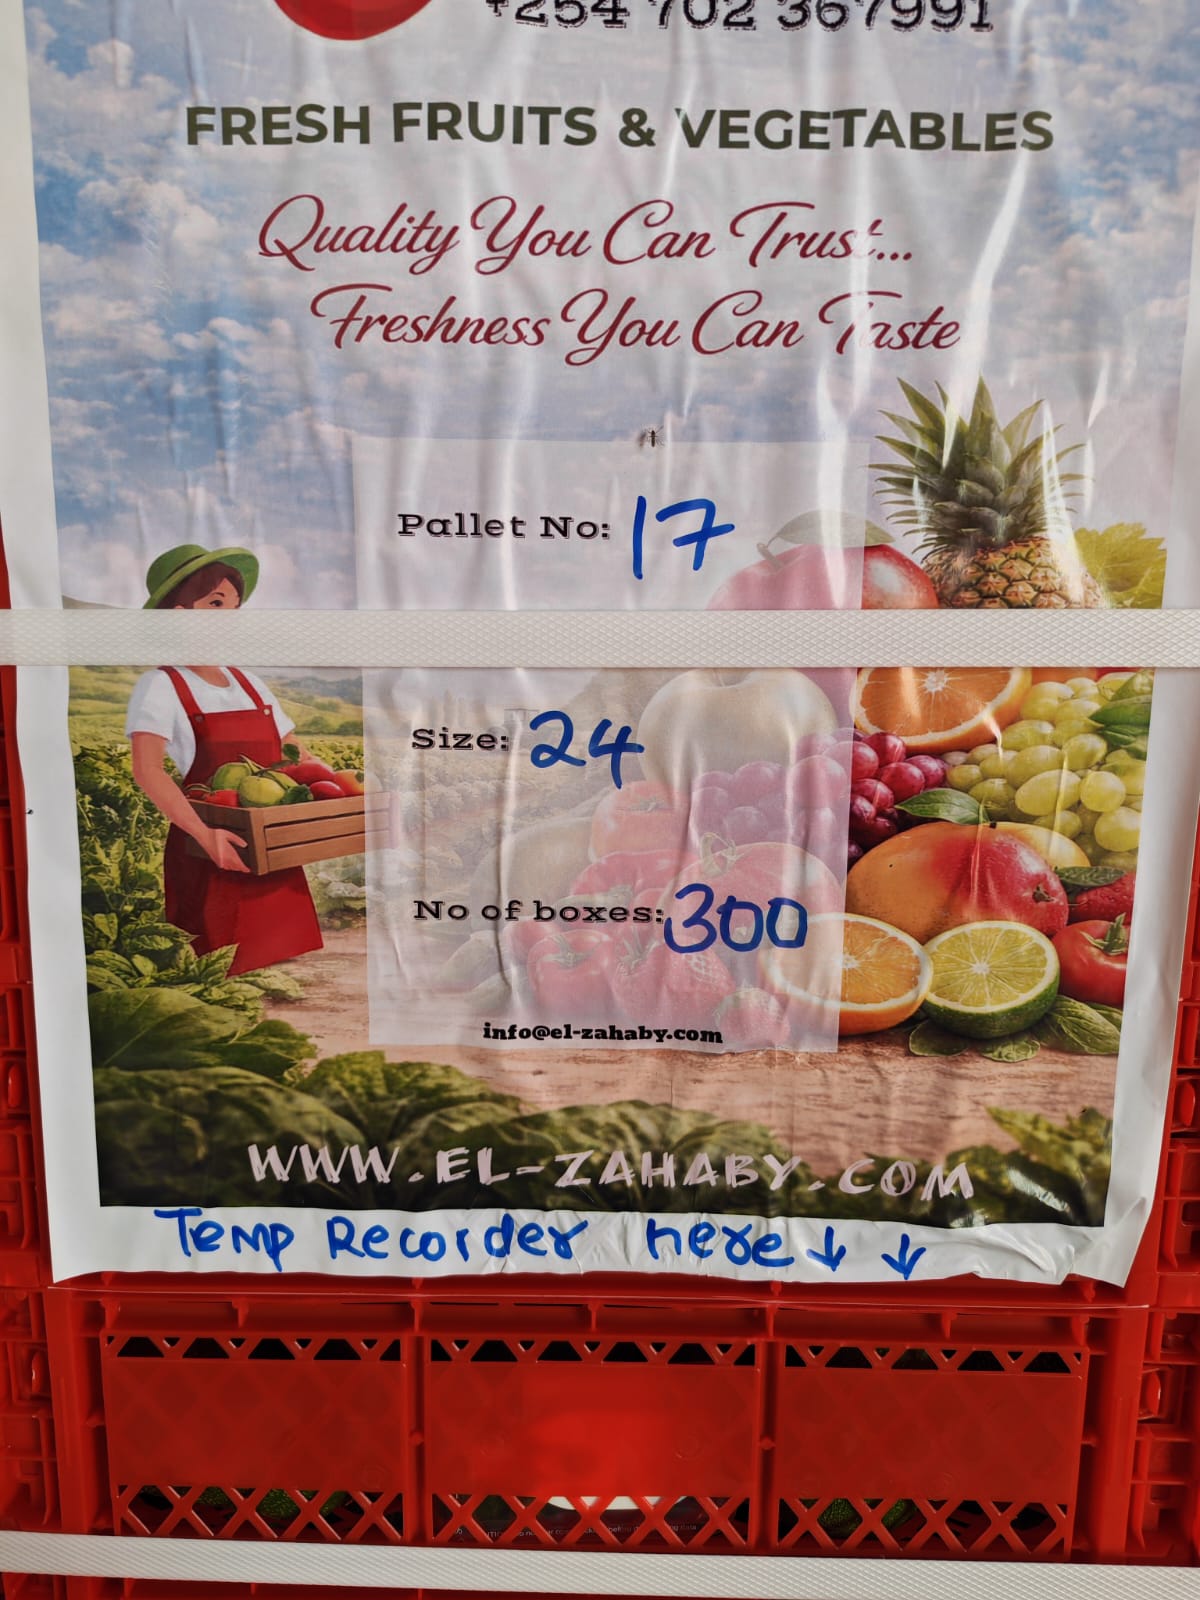 +254 702 367991
FRESH FRUITS & VEGETABLES
Quality You Can Trust...
Freshness You Can Taste
Pallet No: 17
Size: 24
No of boxes: 300
info@el-zahaby.com
WWW.EL-ZAHABY.COM
Temp Recorder here ↓ ↓